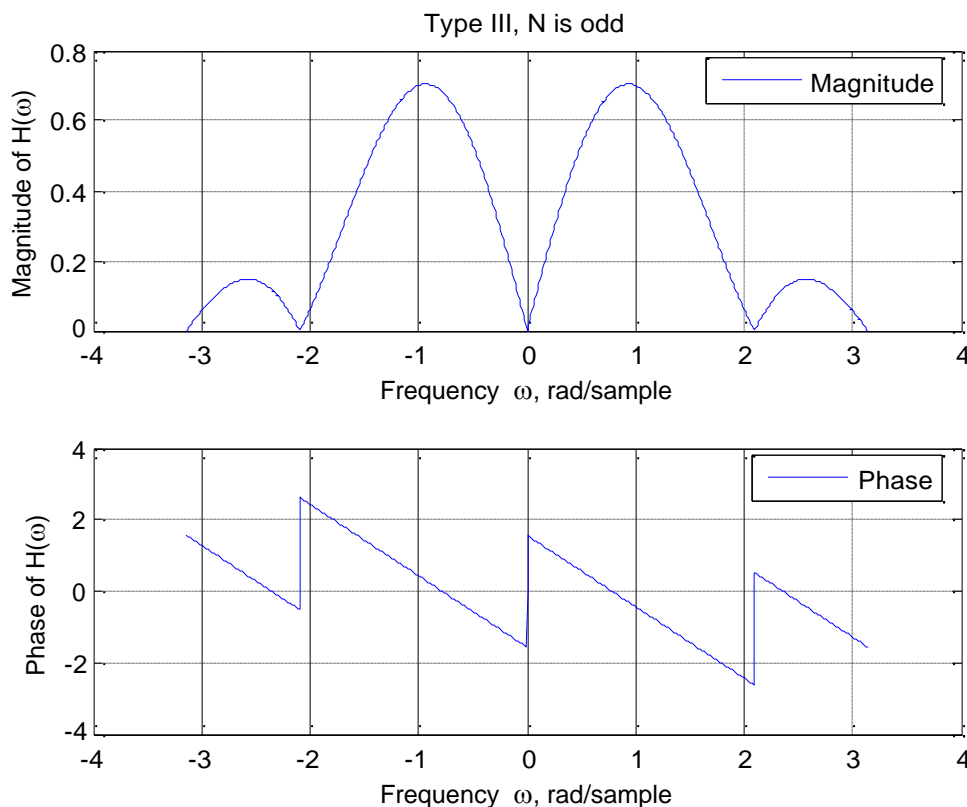 Type III, N is odd
0.8
0.6
0.4
0.2
0
Magnitude of H(ω)
Magnitude
-4 -3 -2 -1 0 1 2 3 4
Frequency ω, rad/sample
4
2
0
-2
-4
Phase of H(ω)
Phase
-4 -3 -2 -1 0 1 2 3 4
Frequency ω, rad/sample